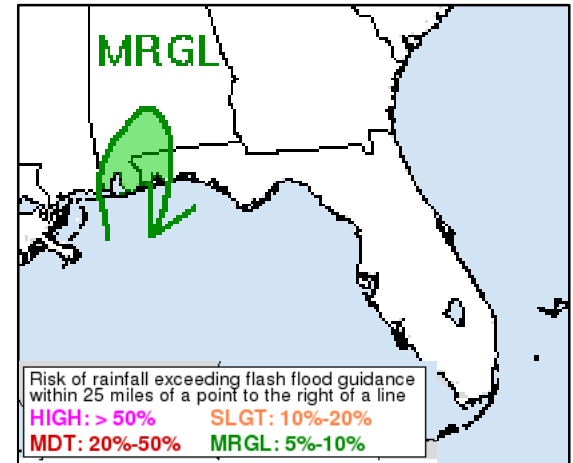 MRGL
Risk of rainfall exceeding flash flood guidance
within 25 miles of a point to the right of a line
HIGH: > 50% SLGT: 10%-20%
MDT: 20%-50% MRGL: 5%-10%